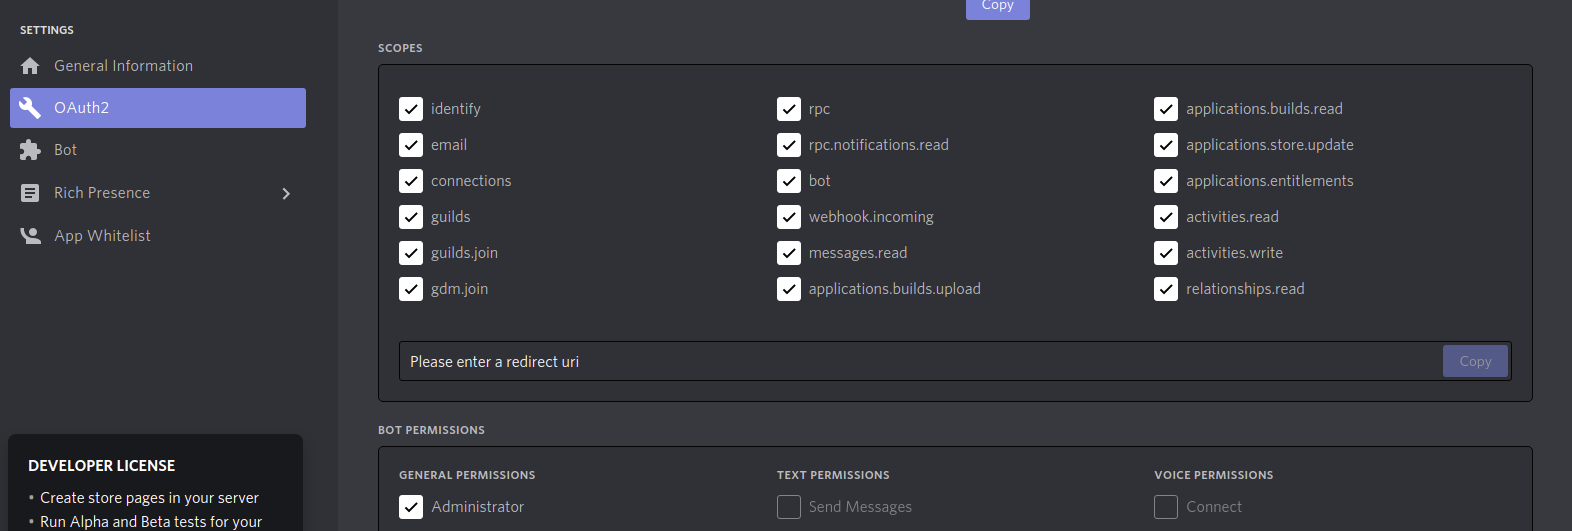 Copy
SETTINGS
General Information
OAuth2
Bot
Rich Presence
App Whitelist
SCOPES
identify
email
connections
guilds
guilds.join
gdm.join
rpc
rpc.notifications.read
bot
webhook.incoming
messages.read
applications.builds.upload
applications.builds.read
applications.store.update
applications.entitlements
activities.read
activities.write
relationships.read
Please enter a redirect uri
Copy
BOT PERMISSIONS
GENERAL PERMISSIONS
Administrator
TEXT PERMISSIONS
Send Messages
VOICE PERMISSIONS
Connect
DEVELOPER LICENSE
• Create store pages in your server
• Run Alpha and Beta tests for your